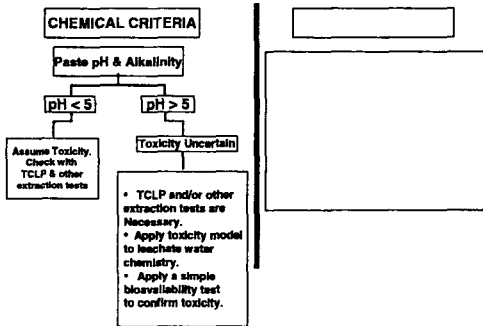 CHEMICAL CRITERIA
Paste pH & Alkalinity
pH < 5
pH > 5
Assume Toxicity.
Check with
TCLP & other
extraction tests
Toxicity Uncertain
• TCLP and/or other
extraction tests are
Necessary.
• Apply toxicity model
to leachate water
chemistry.
• Apply a simple
bioavailability test
to confirm toxicity.